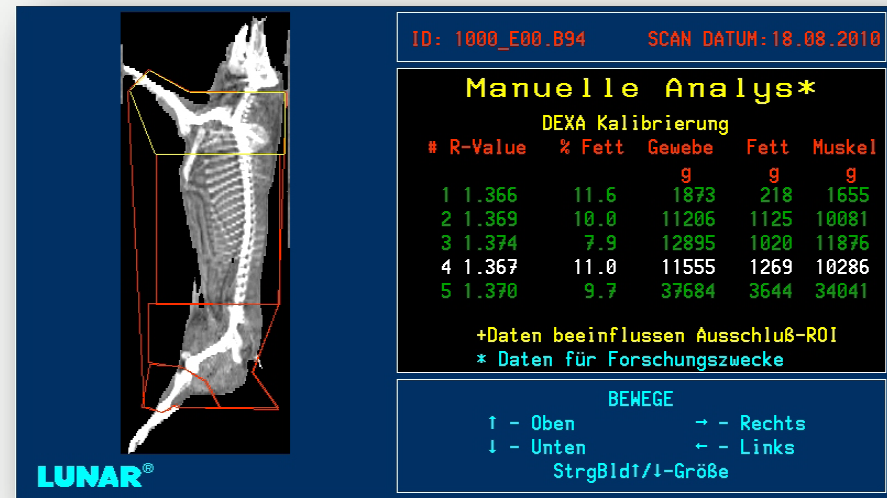 ID: 1000_E00.B94 SCAN DATUM:18.08.2010
Manuelle Analys*
DEXA Kalibrierung
# R-Value % Fett Gewebe Fett Muskel
g g g
1 1.366 11.6 1873 218 1655
2 1.369 10.0 11206 1125 10081
3 1.374 7.9 12895 1020 11876
4 1.367 11.0 11555 1269 10286
5 1.370 9.7 37684 3644 34041
+Daten beeinflussen Ausschluß-ROI
* Daten für Forschungszwecke
BEWEGE
↑ - Oben → - Rechts
↓ - Unten ← - Links
StrgBld↑/↓-Größe
LUNAR®